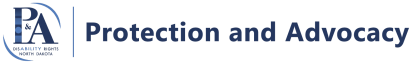 P&A
DISABILITY RIGHTS
NORTH DAKOTA
Protection and Advocacy